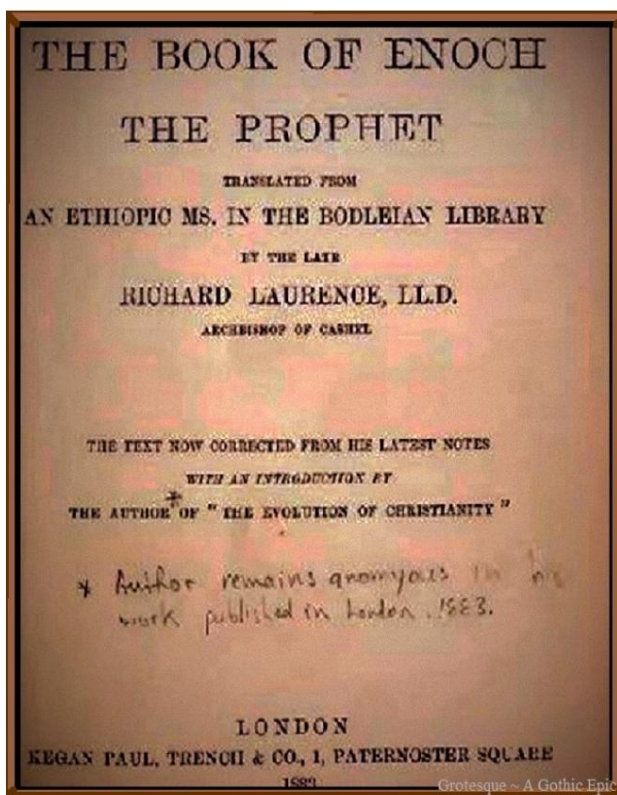 THE BOOK OF ENOCH
THE PROPHET
TRANSLATED FROM
AN ETHIOPIC MS. IN THE BODLEIAN LIBRARY
BY THE LATE
RICHARD LAURENCE, LL.D.
ARCHBISHOP OF CASHEL
THE TEXT NOW CORRECTED FROM HIS LATEST NOTES
WITH AN INTRODUCTION BY
THE AUTHOR* OF "THE EVOLUTION OF CHRISTIANITY"
* Author remains anomyous in his
work published in London. 1883.
LONDON
KEGAN PAUL, TRENCH & CO., 1, PATERNOSTER SQUARE
1883
Grotesque ~ A Gothic Epic